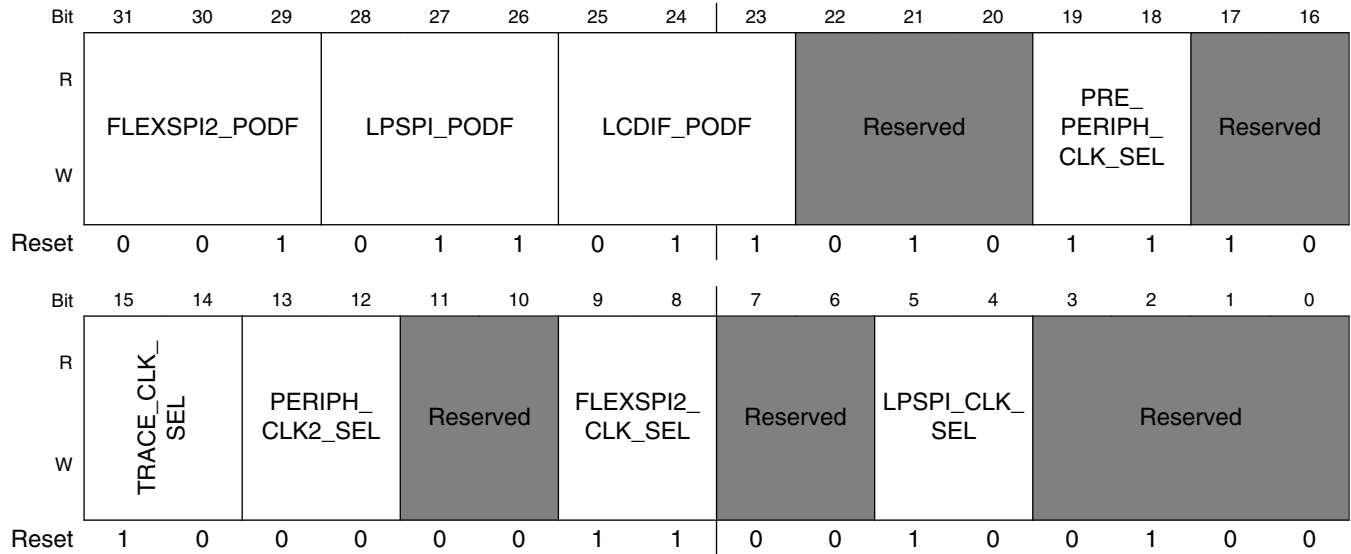 Bit 31 30 29 28 27 26 25 24 23 22 21 20 19 18 17 16
R
W
FLEXSPI2_PODF LPSPI_PODF LCDIF_PODF Reserved PRE_
PERIPH_
CLK_SEL Reserved
Reset 0 0 1 0 1 1 0 1 1 0 1 0 1 1 1 0
Bit 15 14 13 12 11 10 9 8 7 6 5 4 3 2 1 0
R
W
TRACE_CLK_
SEL
PERIPH_
CLK2_SEL
Reserved
FLEXSPI2_
CLK_SEL
Reserved
LPSPI_CLK_
SEL
Reserved
Reset 1 0 0 0 0 0 1 1 0 0 1 0 0 1 0 0